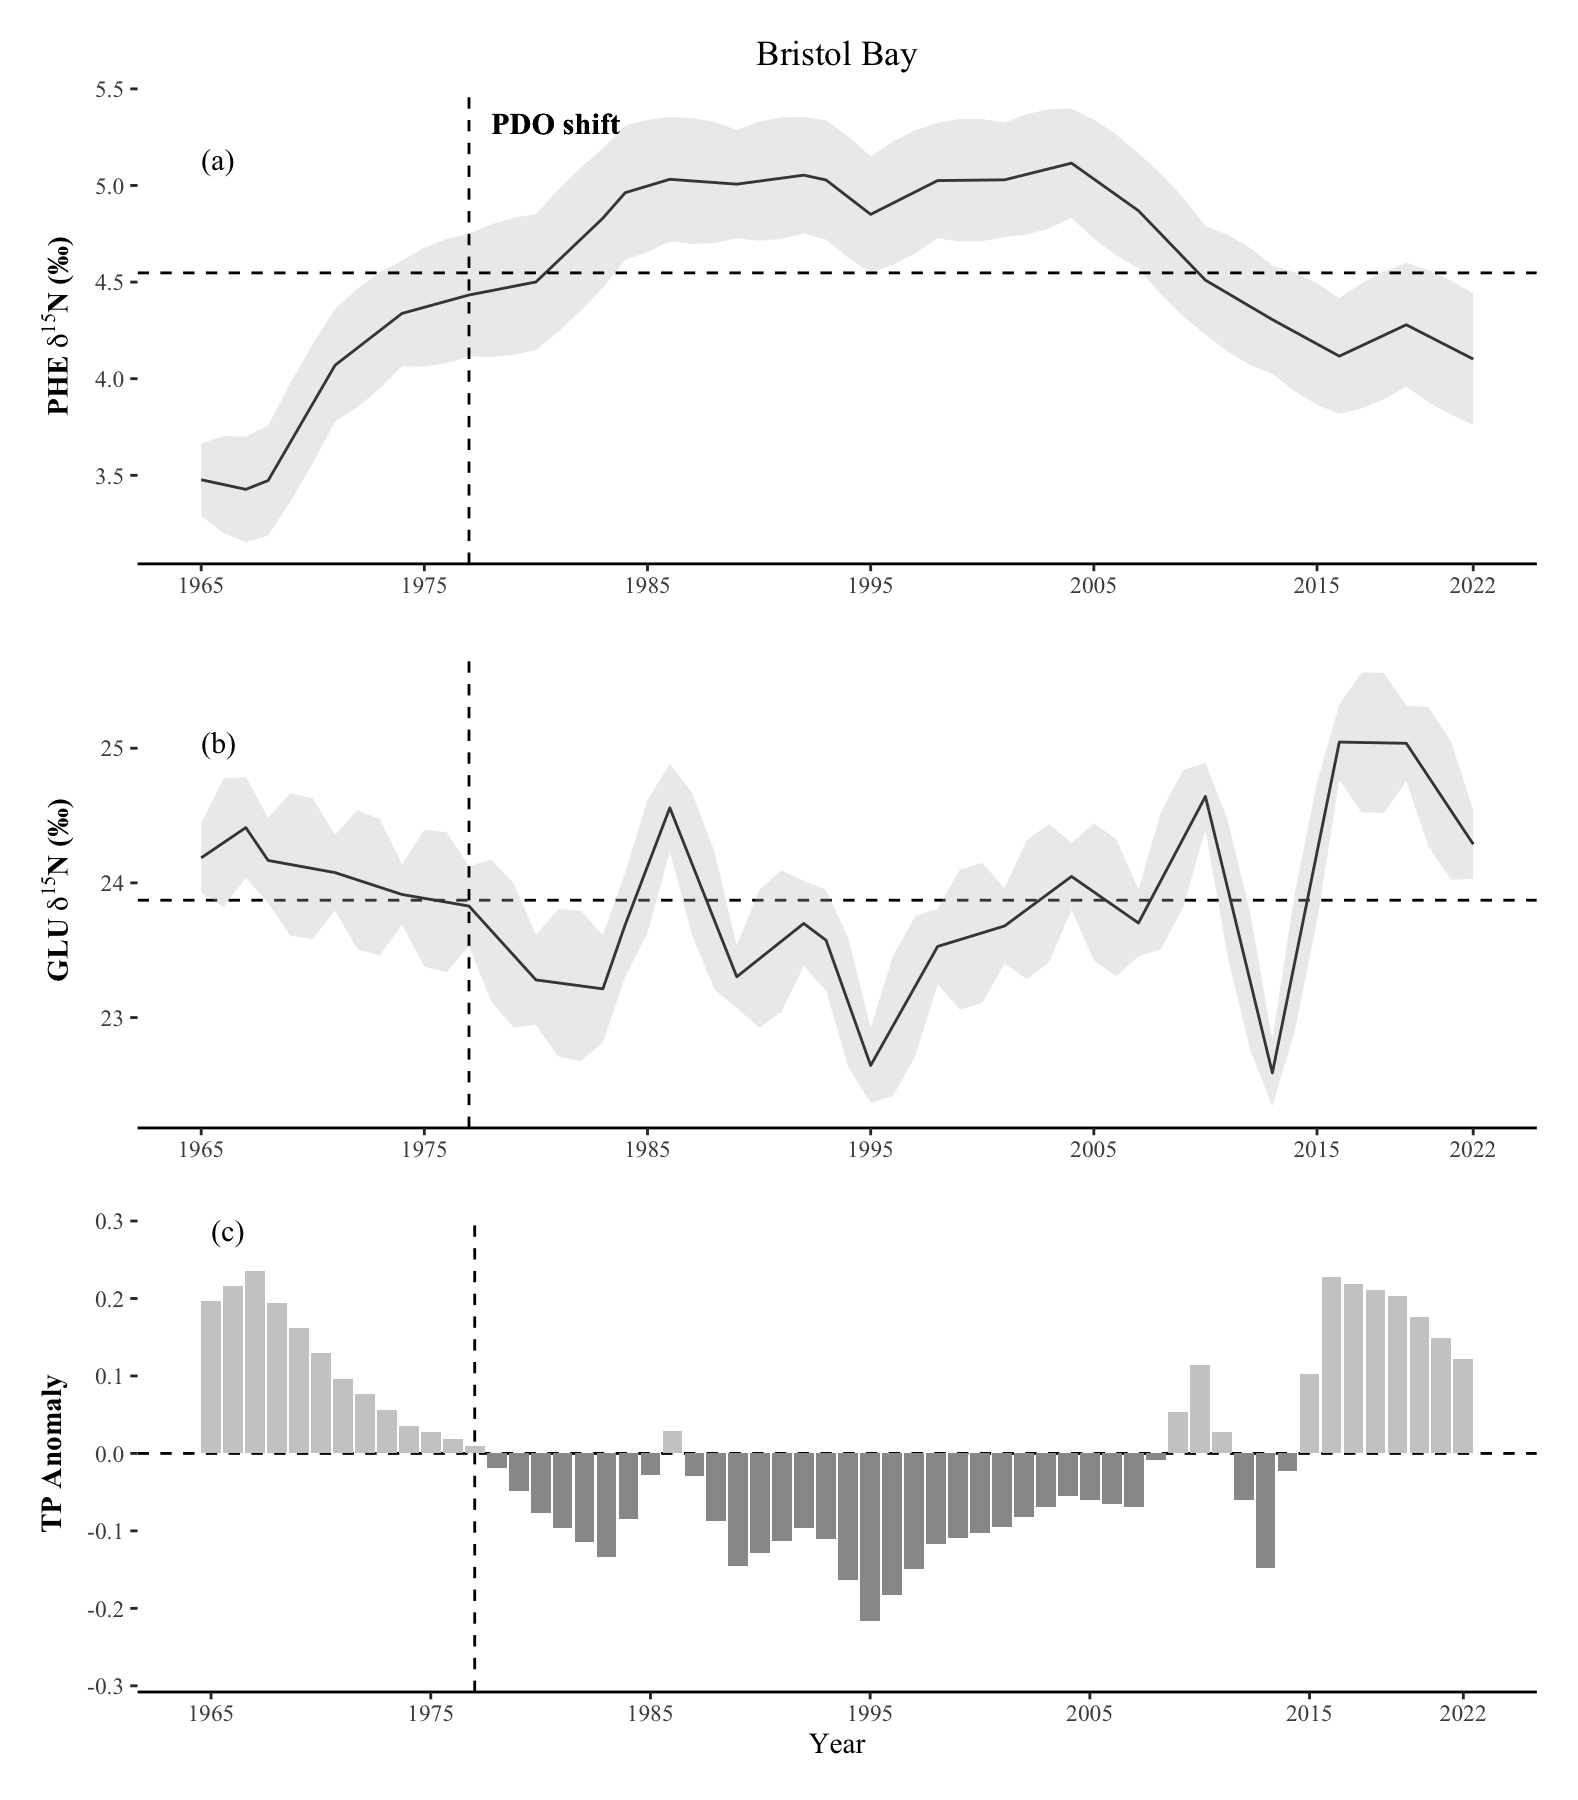 Bristol Bay
5.5
PDO shift
(a)
5.0
4.5
4.0
3.5
PHE δ¹⁵N (‰)
1965 1975 1985 1995 2005 2015 2022
(b)
25
24
23
GLU δ¹⁵N (‰)
1965 1975 1985 1995 2005 2015 2022
0.3
(c)
0.2
0.1
0.0
-0.1
-0.2
-0.3
TP Anomaly
1965 1975 1985 1995 2005 2015 2022
Year